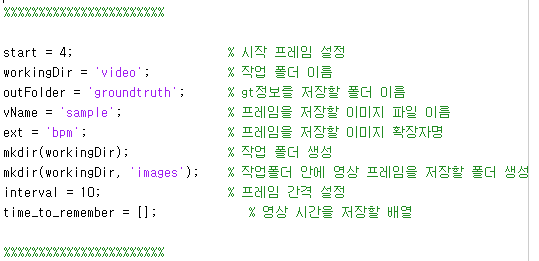 %%%%%%%%%%%%%%%%%%%%%%%
start = 4; % 시작 프레임 설정
workingDir = 'video'; % 작업 폴더 이름
outFolder = 'groundtruth'; % gt정보를 저장할 폴더 이름
vName = 'sample'; % 프레임을 저장할 이미지 파일 이름
ext = 'bpm'; % 프레임을 저장할 이미지 확장자명
mkdir(workingDir); % 작업 폴더 생성
mkdir(workingDir, 'images'); % 작업폴더 안에 영상 프레임을 저장할 폴더 생성
interval = 10; % 프레임 간격 설정
time_to_remember = []; % 영상 시간을 저장할 배열
%%%%%%%%%%%%%%%%%%%%%%%